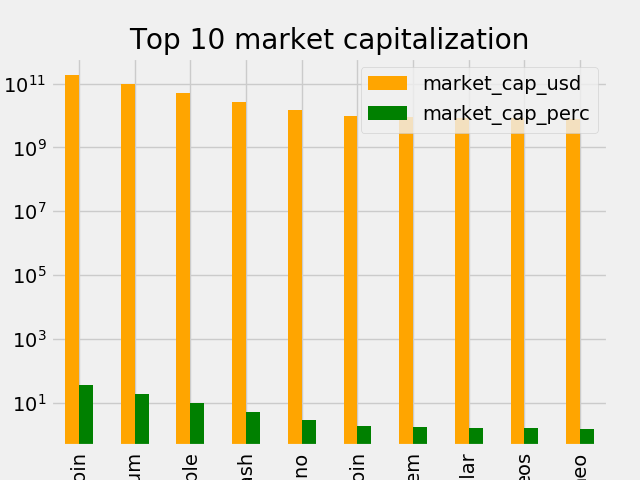 Top 10 market capitalization
market_cap_usd
market_cap_perc
10¹¹
10⁹
10⁷
10⁵
10³
10¹
oin
um
ple
ash
no
oin
em
lar
eos
neo